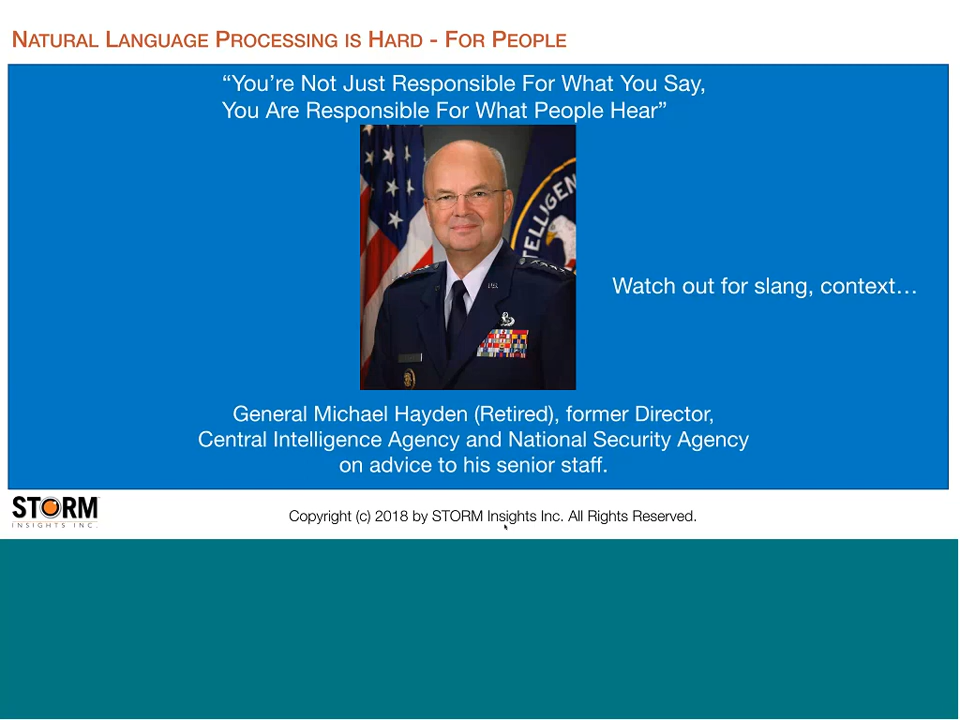 NATURAL LANGUAGE PROCESSING IS HARD - FOR PEOPLE
“You’re Not Just Responsible For What You Say,
You Are Responsible For What People Hear”
TELLIGEN
Watch out for slang, context…
General Michael Hayden (Retired), former Director,
Central Intelligence Agency and National Security Agency
on advice to his senior staff.
STORM
INSIGHTS INC.
Copyright (c) 2018 by STORM Insights Inc. All Rights Reserved.